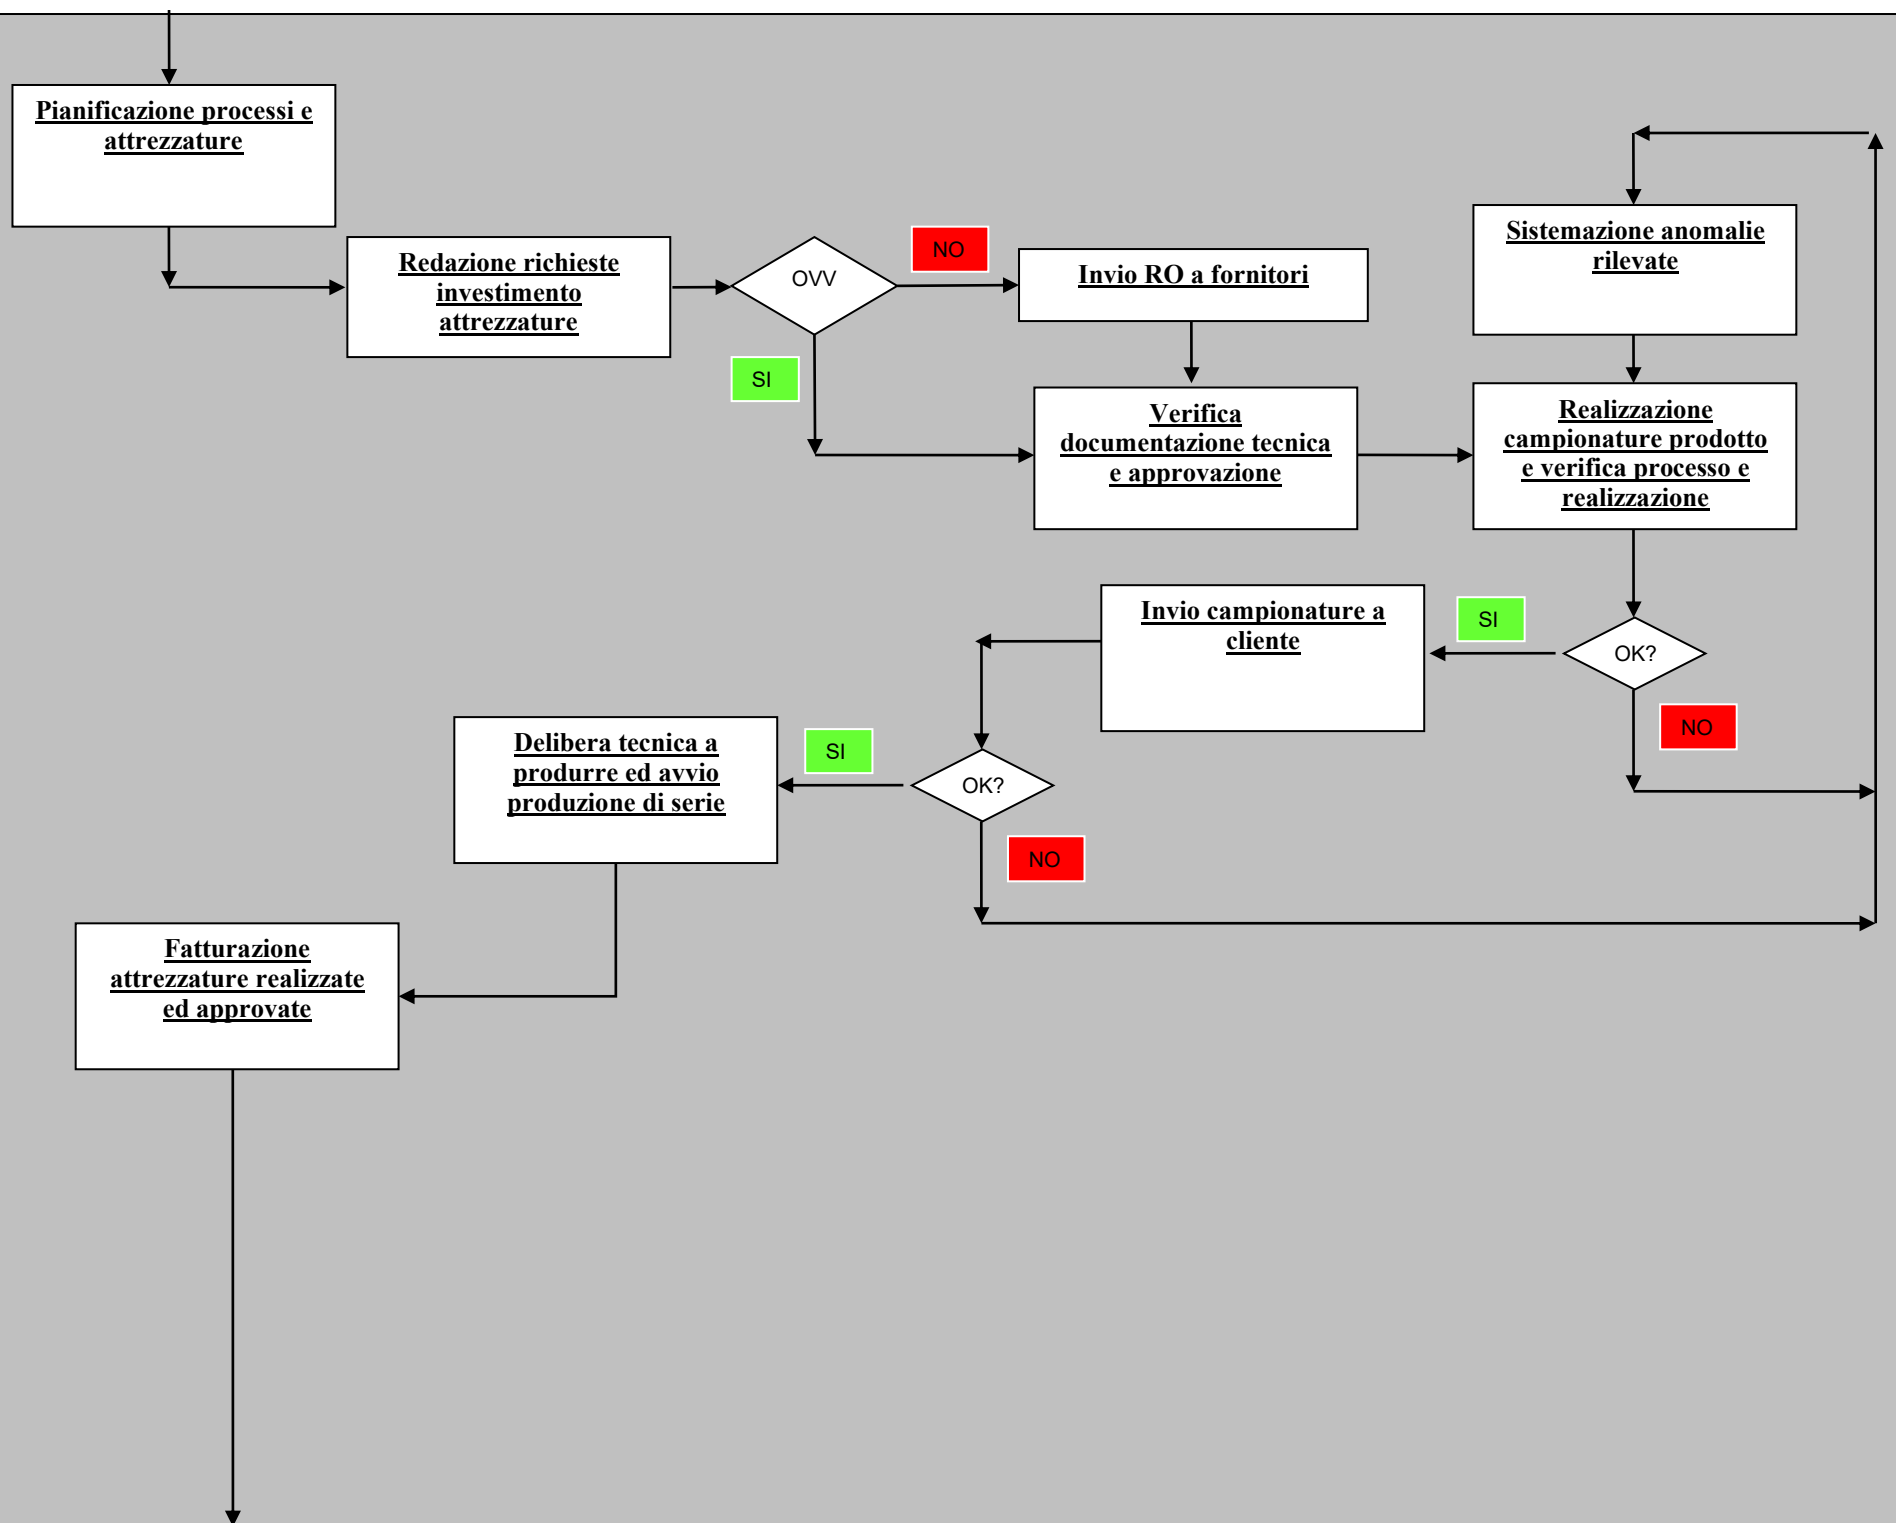 Pianificazione processi e
attrezzature
Redazione richieste
investimento
attrezzature
OVV
NO
SI
Invio RO a fornitori
Verifica
documentazione tecnica
e approvazione
Sistemazione anomalie
rilevate
Realizzazione
campionature prodotto
e verifica processo e
realizzazione
OK?
SI
NO
Invio campionature a
cliente
OK?
SI
NO
Delibera tecnica a
produrre ed avvio
produzione di serie
Fatturazione
attrezzature realizzate
ed approvate